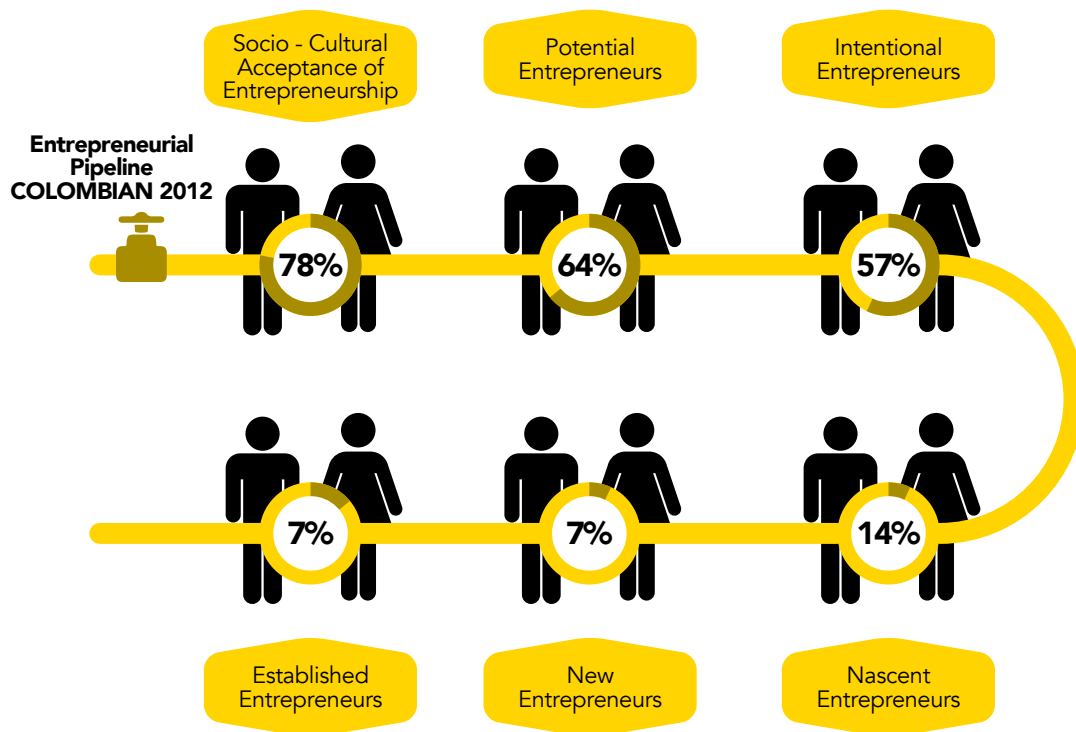 Socio - Cultural
Acceptance of
Entrepreneurship
Potential
Entrepreneurs
Intentional
Entrepreneurs
Entrepreneurial
Pipeline
COLOMBIAN 2012
78%
64%
57%
7%
7%
14%
Established
Entrepreneurs
New
Entrepreneurs
Nascent
Entrepreneurs